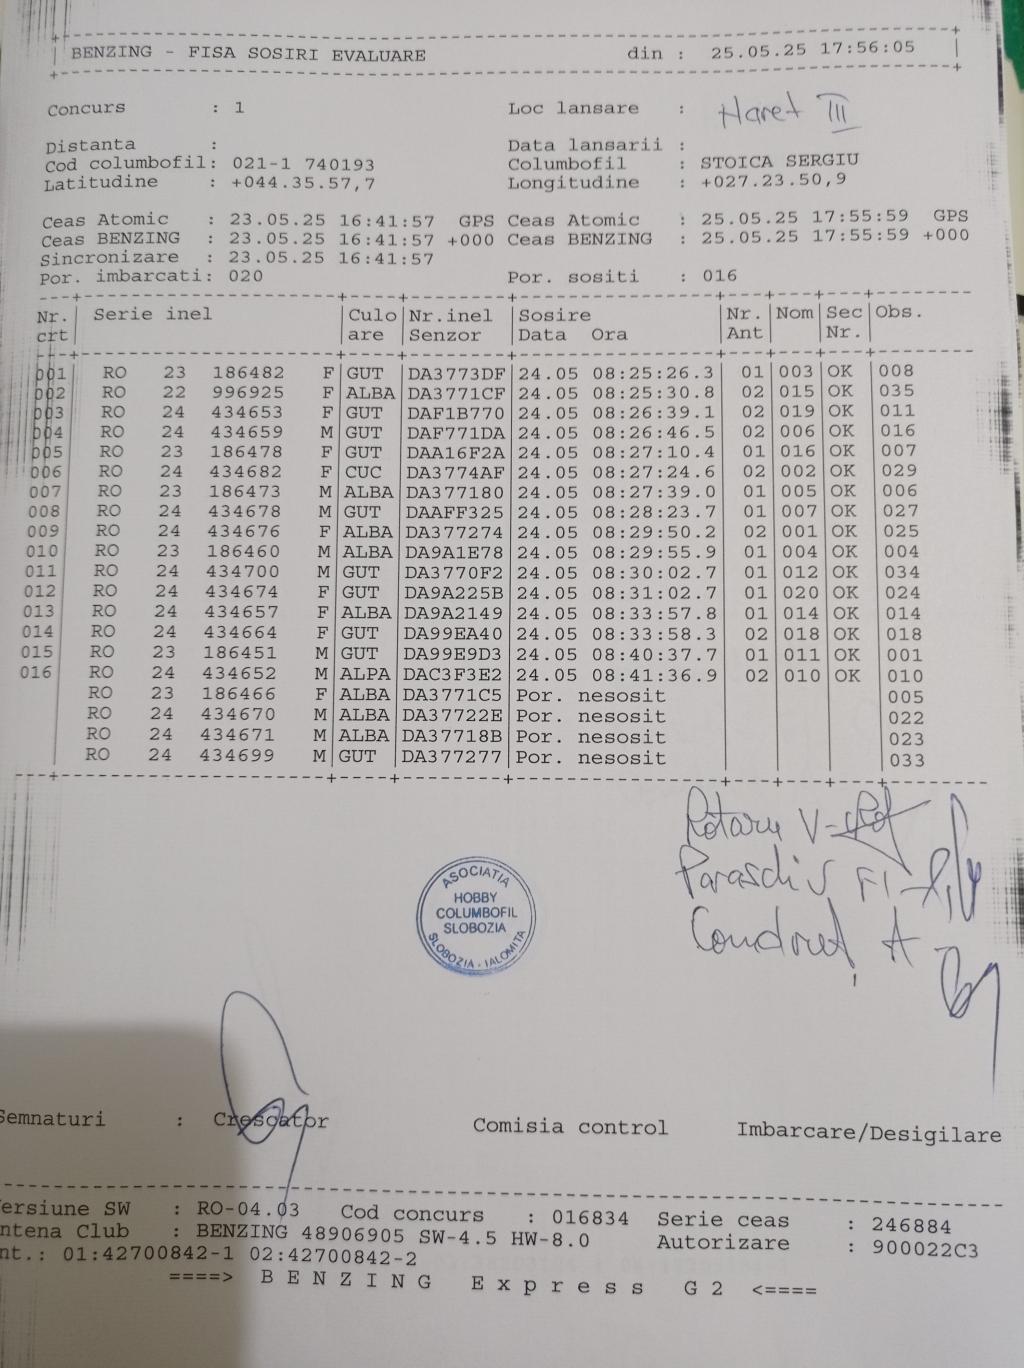 BENZING - FISA SOSIRI EVALUARE din : 25.05.25 17:56:05
Concurs : 1 Loc lansare : Haret III
Distanta : Data lansarii :
Cod columbofil: 021-1 740193 Columbofil : STOICA SERGIU
Latitudine : +044.35.57,7 Longitudine : +027.23.50,9
Ceas Atomic : 23.05.25 16:41:57 GPS Ceas Atomic : 25.05.25 17:55:59 GPS
Ceas BENZING : 23.05.25 16:41:57 +000 Ceas BENZING : 25.05.25 17:55:59 +000
Sincronizare : 23.05.25 16:41:57
Por. imbarcati: 020 Por. sositi : 016
Nr. Serie inel Culo Nr.inel Sosire Nr. Nom Sec Obs.
crt are Senzor Data Ora Ant Nr.
001 RO 23 186482 F GUT DA3773DF 24.05 08:25:26.3 01 003 OK 008
002 RO 22 996925 F ALBA DA3771CF 24.05 08:25:30.8 02 015 OK 035
003 RO 24 434653 F GUT DAF1B770 24.05 08:26:39.1 02 019 OK 011
004 RO 24 434659 M GUT DAF771DA 24.05 08:26:46.5 02 006 OK 016
005 RO 23 186478 F GUT DAA16F2A 24.05 08:27:10.4 01 016 OK 007
006 RO 24 434682 F CUC DA3774AF 24.05 08:27:24.6 02 002 OK 029
007 RO 23 186473 M ALBA DA377180 24.05 08:27:39.0 01 005 OK 006
008 RO 24 434678 M GUT DAAFF325 24.05 08:28:23.7 01 007 OK 027
009 RO 24 434676 F ALBA DA377274 24.05 08:29:50.2 02 001 OK 025
010 RO 23 186460 M ALBA DA9A1E78 24.05 08:29:55.9 01 004 OK 004
011 RO 24 434700 M GUT DA3770F2 24.05 08:30:02.7 01 012 OK 034
012 RO 24 434674 F GUT DA9A225B 24.05 08:31:02.7 01 020 OK 024
013 RO 24 434657 F ALBA DA9A2149 24.05 08:33:57.8 01 014 OK 014
014 RO 24 434664 F GUT DA99EA40 24.05 08:33:58.3 02 018 OK 018
015 RO 23 186451 M GUT DA99E9D3 24.05 08:40:37.7 01 011 OK 001
016 RO 24 434652 M ALPA DAC3F3E2 24.05 08:41:36.9 02 010 OK 010
RO 23 186466 F ALBA DA3771C5 Por. nesosit 005
RO 24 434670 M ALBA DA37722E Por. nesosit 022
RO 24 434671 M ALBA DA37718B Por. nesosit 023
RO 24 434699 M GUT DA377277 Por. nesosit 033
Rotaru V-
Paraschiv Fl-
Condruț A
ASOCIATIA
HOBBY
COLUMBOFIL
SLOBOZIA
SLOBOZIA - IALOMITA
Semnaturi : Crescator Comisia control Imbarcare/Desigilare
ersiune SW : RO-04.03 Cod concurs : 016834 Serie ceas : 246884
ntena Club : BENZING 48906905 SW-4.5 HW-8.0 Autorizare : 900022C3
nt.: 01:42700842-1 02:42700842-2
====> B E N Z I N G E x p r e s s G 2 <====